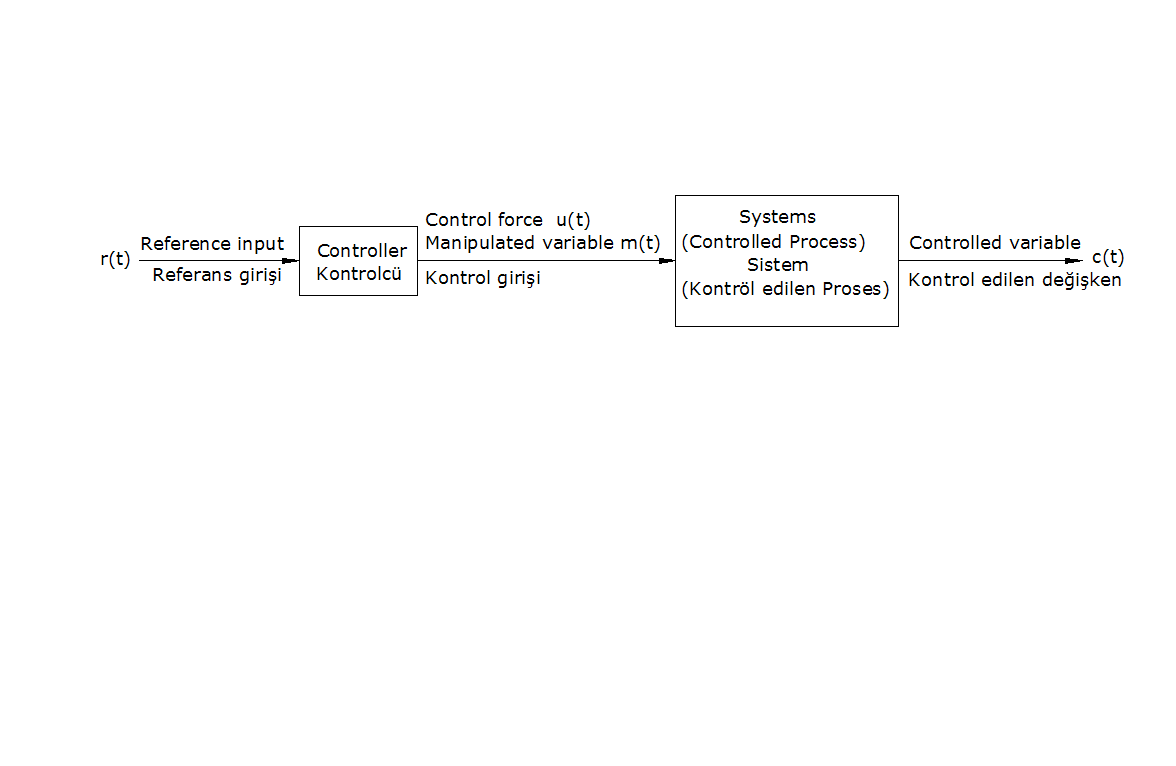 r(t)
Reference input
Referans girişi
Controller
Kontrolcü
Control force u(t)
Manipulated variable m(t)
Kontrol girişi
Systems
(Controlled Process)
Sistem
(Kontröl edilen Proses)
Controlled variable
Kontrol edilen değişken
c(t)